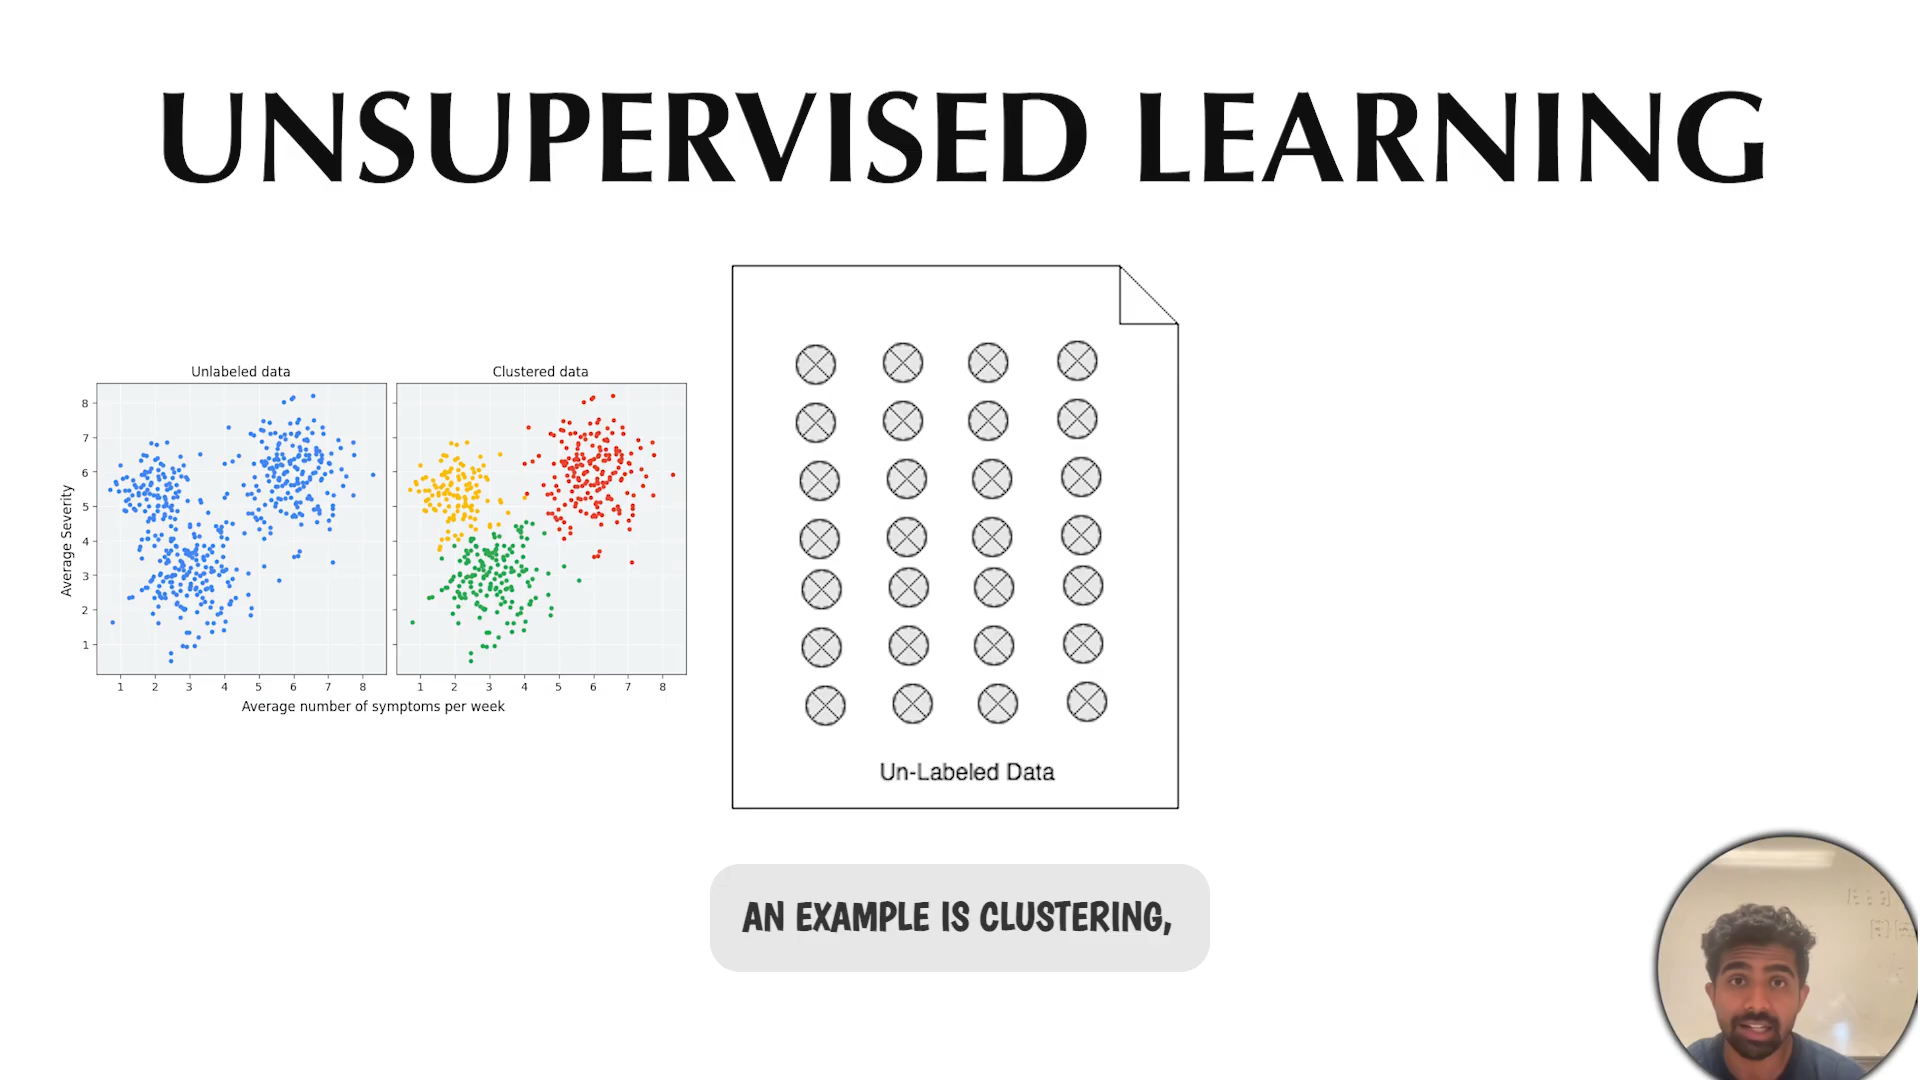 UNSUPERVISED LEARNING
Unlabeled data
Clustered data
Average Severity
8
7
6
5
4
3
2
1
1 2 3 4 5 6 7 8
1 2 3 4 5 6 7 8
Average number of symptoms per week
Un-Labeled Data
AN EXAMPLE IS CLUSTERING,